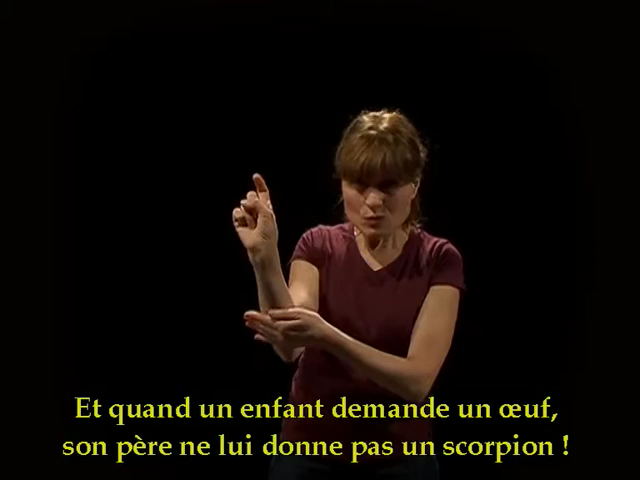 Et quand un enfant demande un œuf,
son père ne lui donne pas un scorpion !